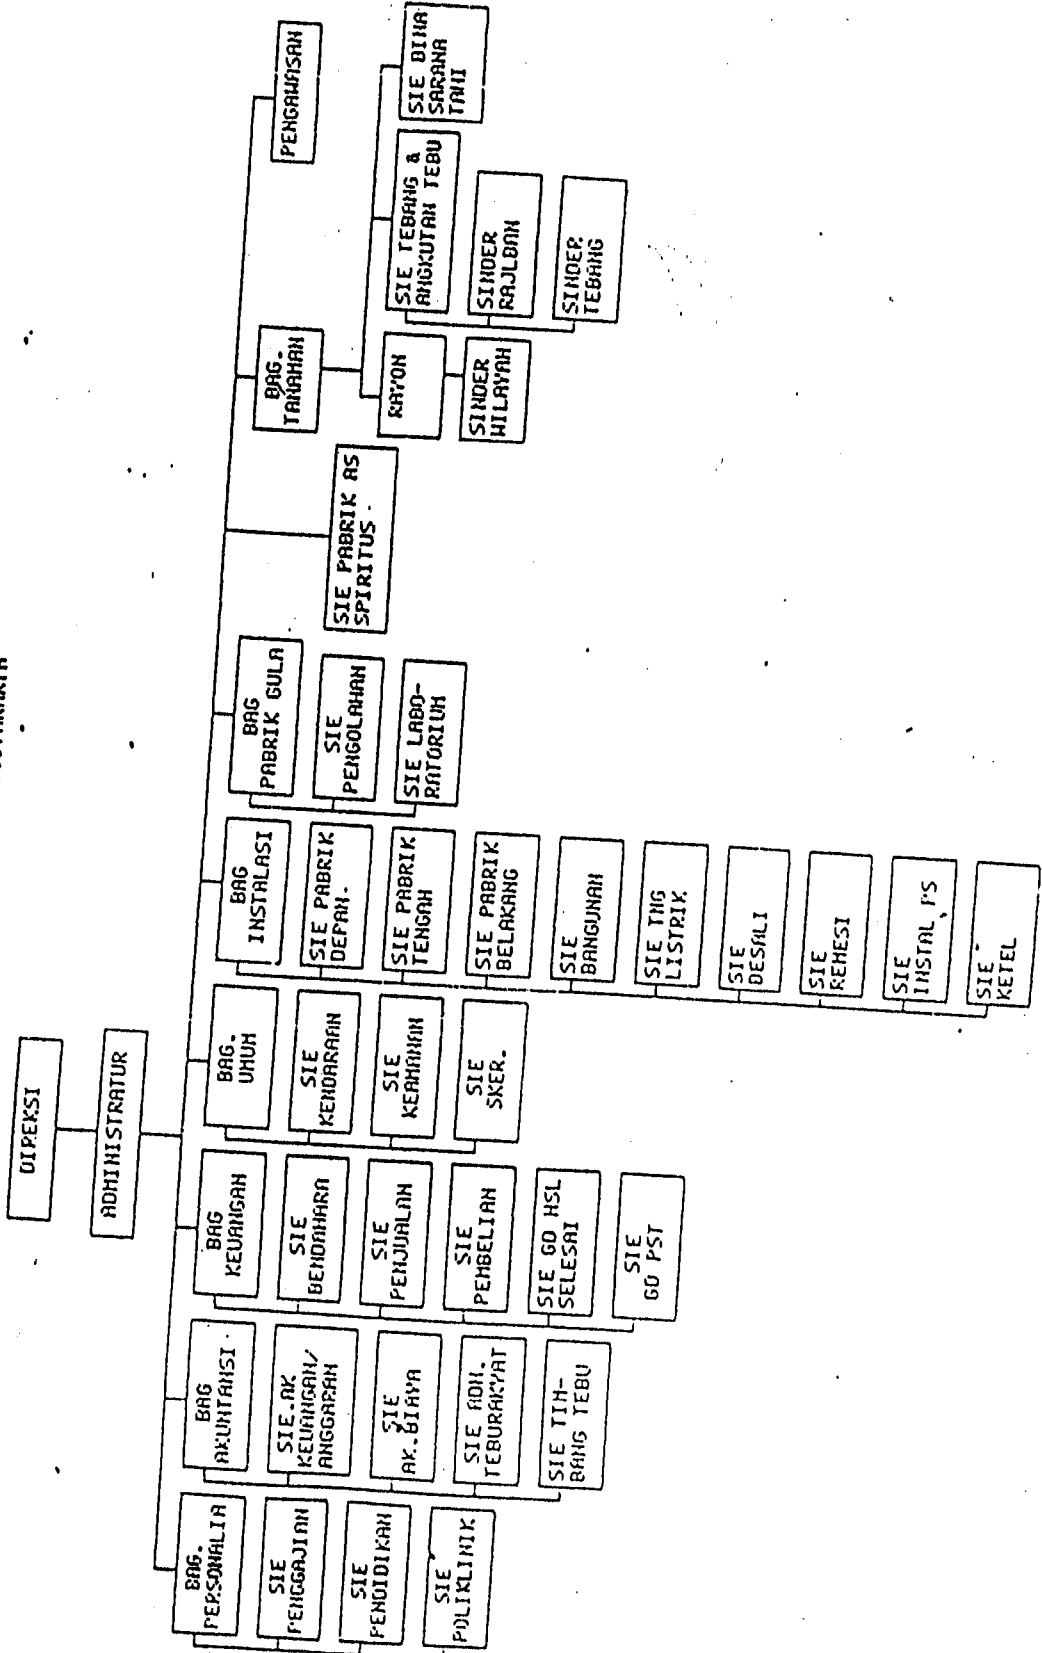 DIREKSI
ADMINISTRATUR
BAG.
PERSONALIA
SIE
PENGGAJIAN
SIE
PENDIDIKAN
SIE
POLIKLINIK
BAG
AKUNTANSI.
SIE.AK
KEUANGAN/
ANGGARAN
SIE
AK.BIAYA
SIE ADM.
TEBURAKYAT
SIE TIM-
BANG TEBU
BAG
KEUANGAN
SIE
BENDAHARA
SIE
PENJUALAN
SIE
PEMBELIAN
SIE GD HSL
SELESAI
SIE
GD PST
BAG.
UMUM
SIE
KENDARAAN
SIE
KEAMANAN
SIE
SKER.
BAG
INSTALASI
SIE PABRIK
DEPAN.
SIE PABRIK
TENGAH
SIE PABRIK
BELAKANG
SIE
BANGUNAN
SIE TNG
LISTRIK.
SIE
BESALI
SIE
REMESI
SIE
INSTAL PS
SIE
KETEL
BAG
PABRIK GULA
SIE
PENGOLAHAN
SIE LABO-
RATORIUM
SIE PABRIK AS
SPIRITUS.
BAG.
TANAMAN
RAYON
SINDER
WILAYAH
SIE TEBANG &
ANGKUTAN TEBU
SINDER
RAJLBAN
SINDER.
TEBANG
SIE BINA
SARANA
TANI
PENGAWASAN